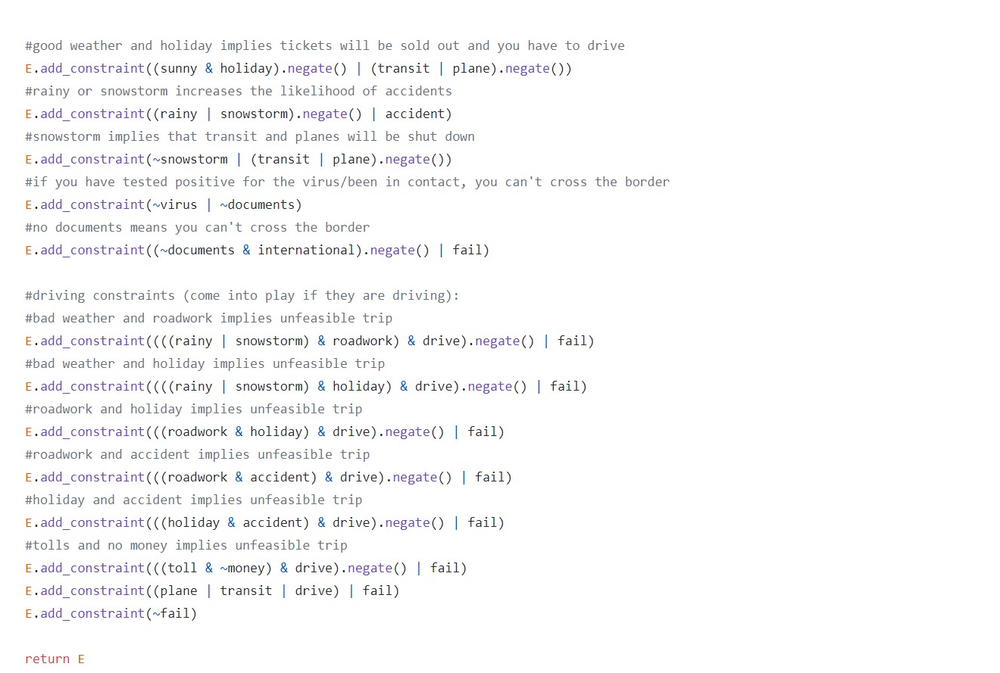 #good weather and holiday implies tickets will be sold out and you have to drive
E.add_constraint((sunny & holiday).negate() | (transit | plane).negate())
#rainy or snowstorm increases the likelihood of accidents
E.add_constraint((rainy | snowstorm).negate() | accident)
#snowstorm implies that transit and planes will be shut down
E.add_constraint(~snowstorm | (transit | plane).negate())
#if you have tested positive for the virus/been in contact, you can't cross the border
E.add_constraint(~virus | ~documents)
#no documents means you can't cross the border
E.add_constraint((~documents & international).negate() | fail)
#driving constraints (come into play if they are driving):
#bad weather and roadwork implies unfeasible trip
E.add_constraint((((rainy | snowstorm) & roadwork) & drive).negate() | fail)
#bad weather and holiday implies unfeasible trip
E.add_constraint((((rainy | snowstorm) & holiday) & drive).negate() | fail)
#roadwork and holiday implies unfeasible trip
E.add_constraint(((roadwork & holiday) & drive).negate() | fail)
#roadwork and accident implies unfeasible trip
E.add_constraint(((roadwork & accident) & drive).negate() | fail)
#holiday and accident implies unfeasible trip
E.add_constraint(((holiday & accident) & drive).negate() | fail)
#tolls and no money implies unfeasible trip
E.add_constraint(((toll & ~money) & drive).negate() | fail)
E.add_constraint((plane | transit | drive) | fail)
E.add_constraint(~fail)
return E